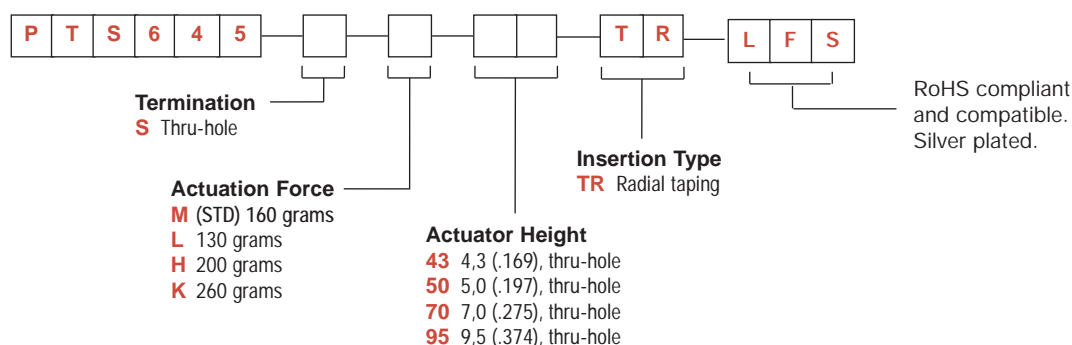 P T S 6 4 5 T R L F S
Termination
S Thru-hole
Actuation Force
M (STD) 160 grams
L 130 grams
H 200 grams
K 260 grams
Actuator Height
43 4,3 (.169), thru-hole
50 5,0 (.197), thru-hole
70 7,0 (.275), thru-hole
95 9,5 (.374), thru-hole
Insertion Type
TR Radial taping
RoHS compliant
and compatible.
Silver plated.